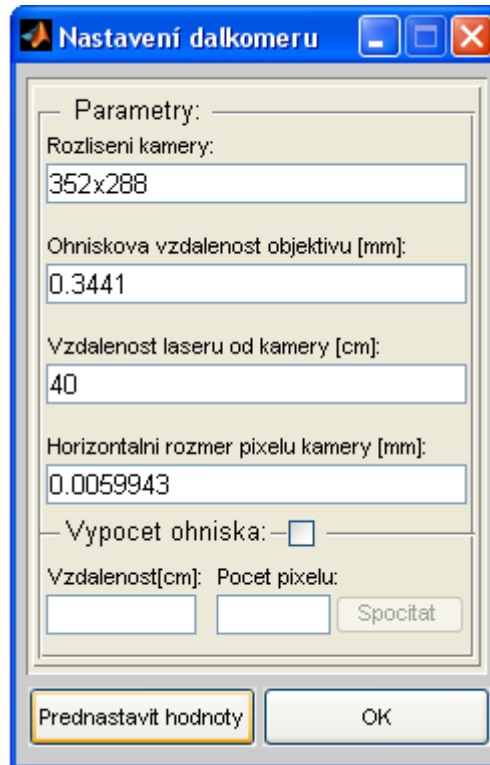 Nastavení dalkomeru
Parametry:
Rozliseni kamery:
352x288
Ohniskova vzdalenost objektivu [mm]:
0.3441
Vzdalenost laseru od kamery [cm]:
40
Horizontalni rozmer pixelu kamery [mm]:
0.0059943
Vypocet ohniska:
Vzdalenost[cm]: Pocet pixelu:
Spocitat
Prednastavit hodnoty OK